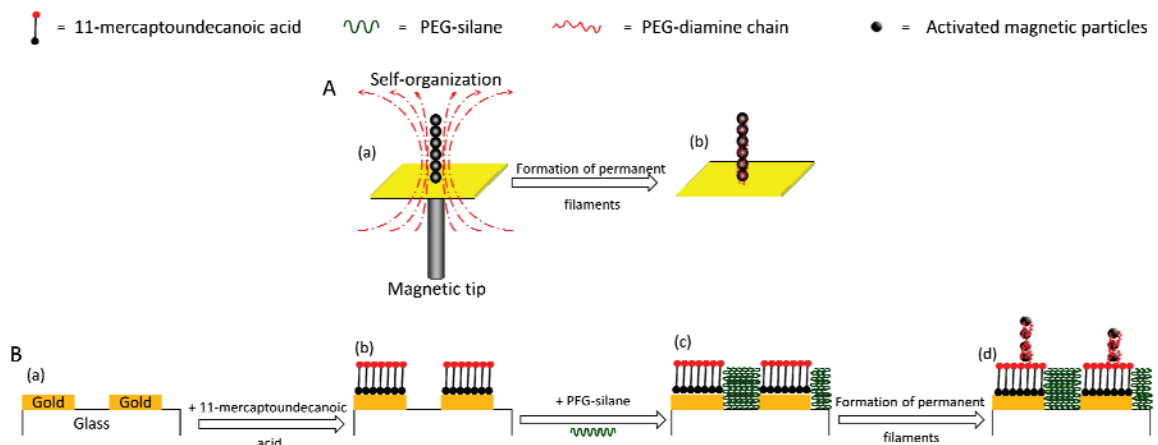 = 11-mercaptoundecanoic acid = PEG-silane = PEG-diamine chain = Activated magnetic particles
A
Self-organization
(a)
Magnetic tip
Formation of permanent
filaments
(b)
B
(a)
Gold Gold
Glass
+ 11-mercaptoundecanoic
acid
(b)
+ PFG-silane
(c)
Formation of permanent
filaments
(d)